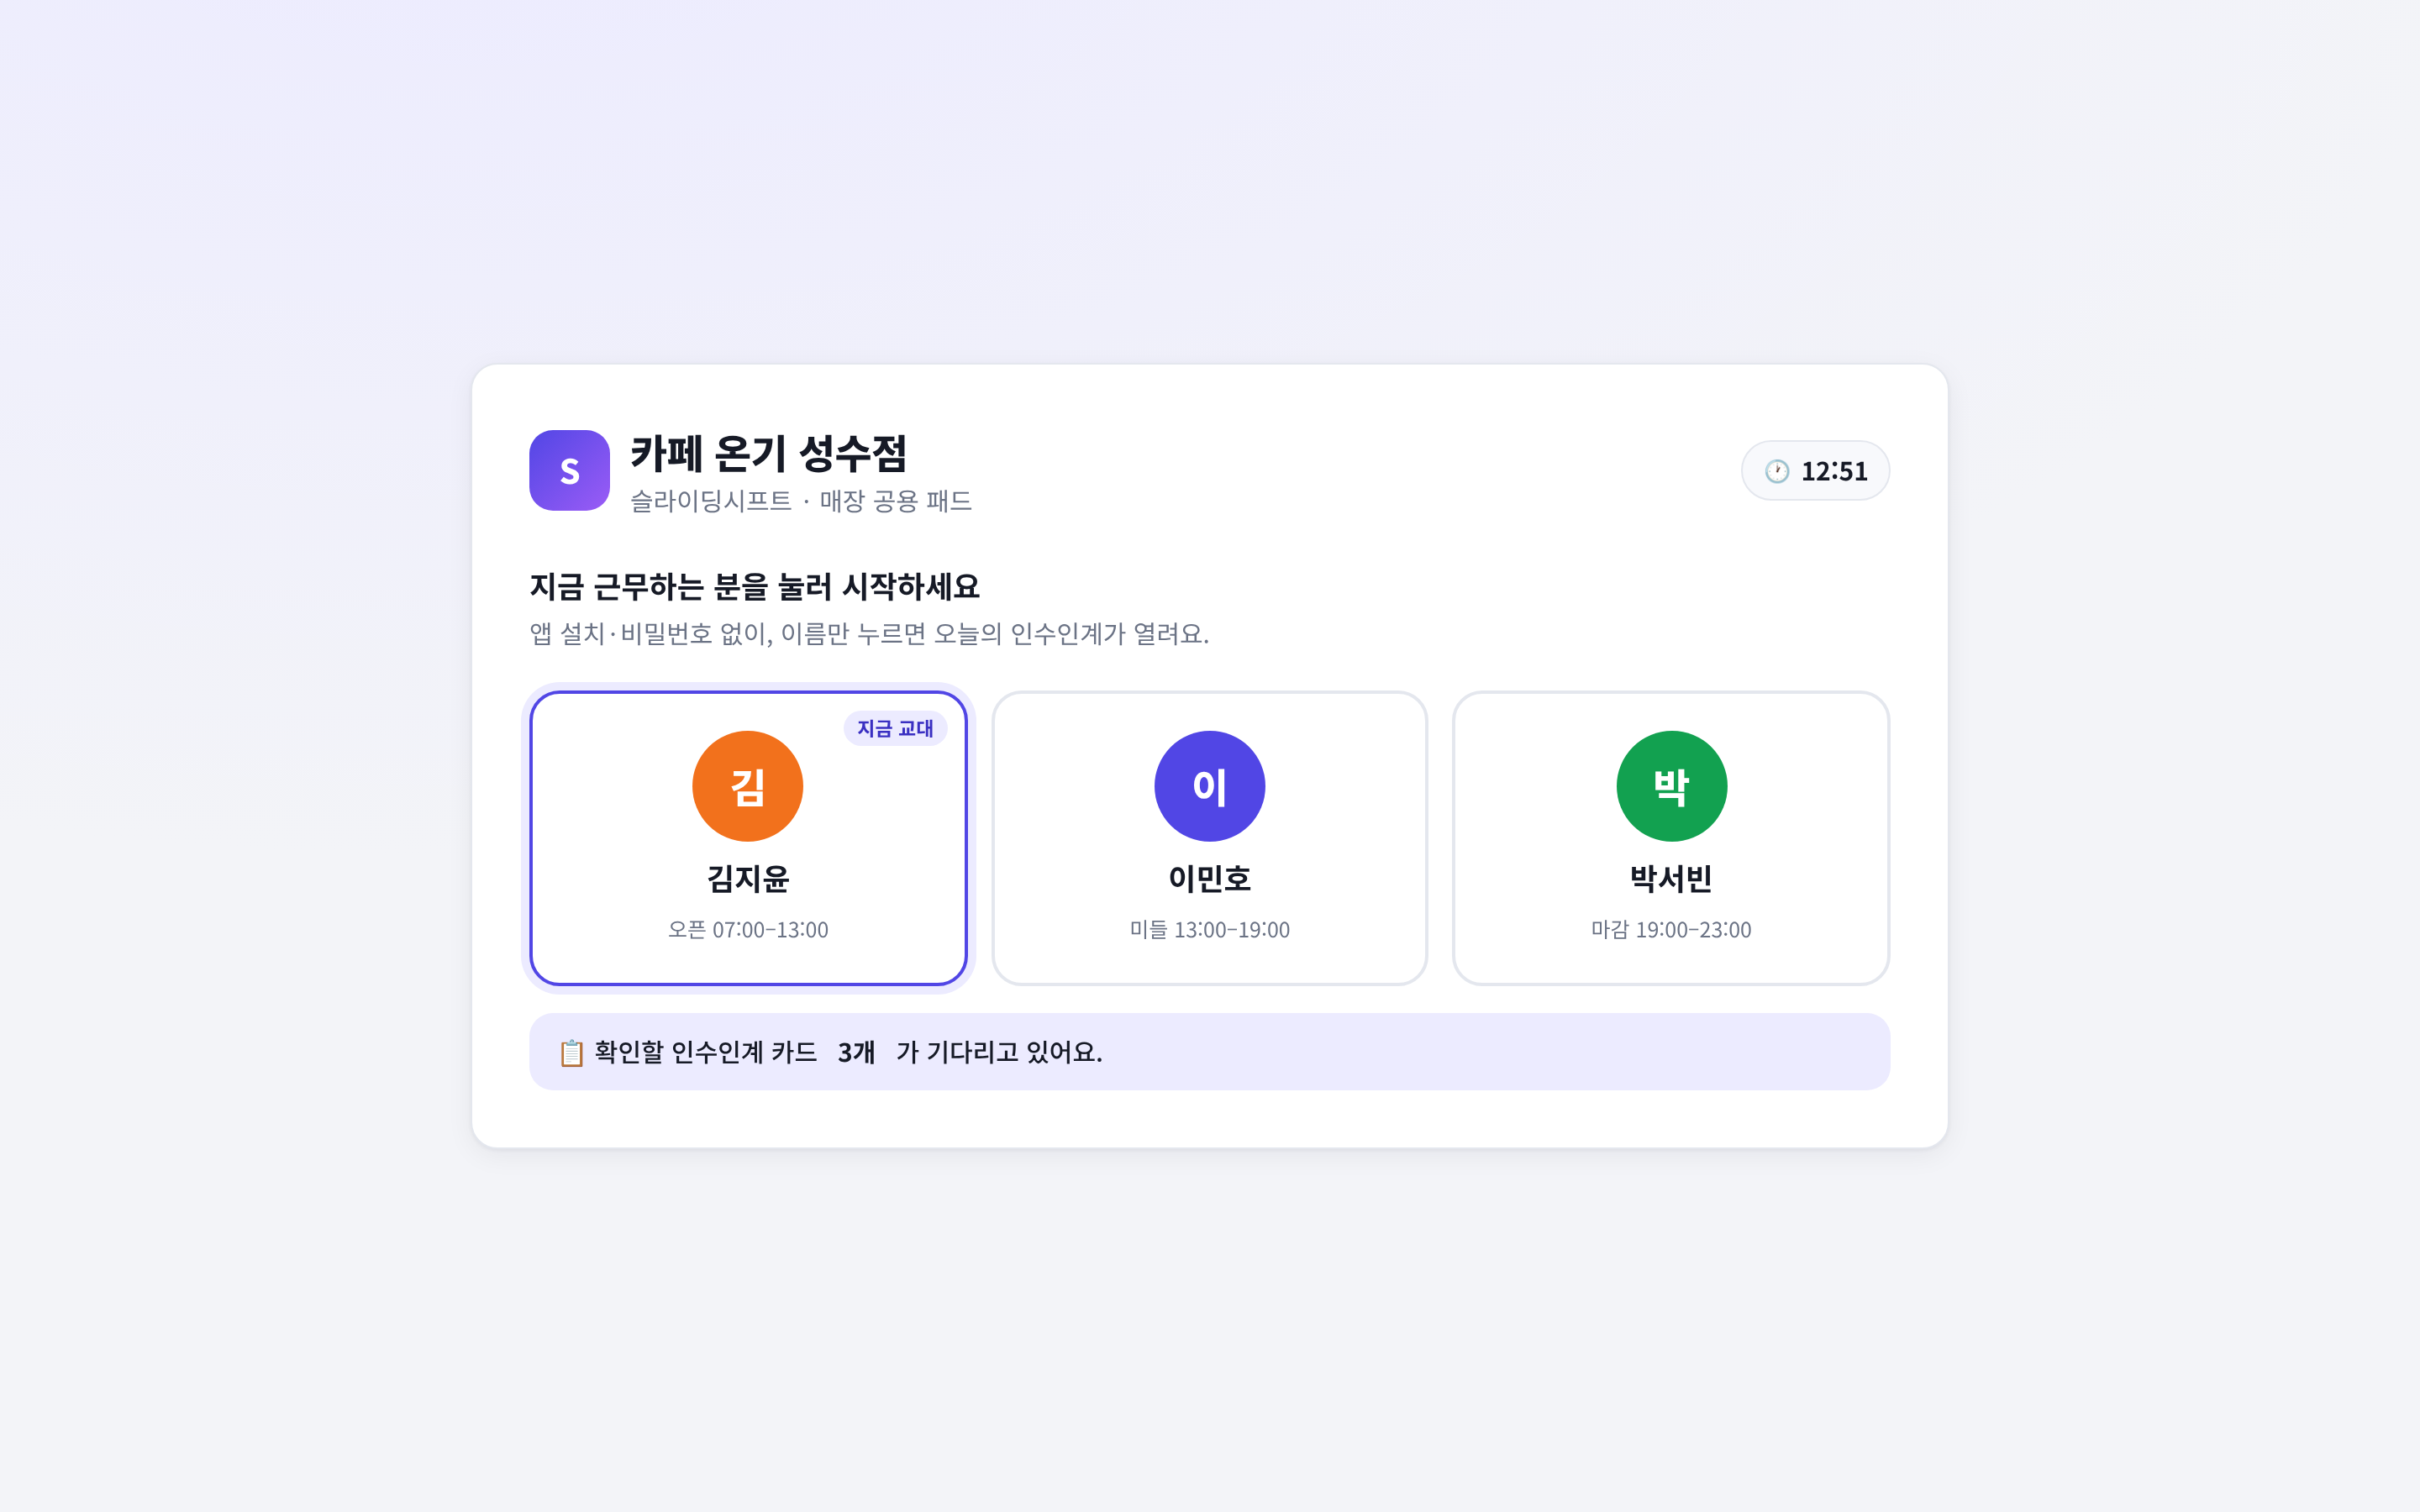 S
카페 온기 성수점
슬라이딩시프트 · 매장 공용 패드
🕐 12:51
지금 근무하는 분을 눌러 시작하세요
앱 설치·비밀번호 없이, 이름만 누르면 오늘의 인수인계가 열려요.
지금 교대
김
김지윤
오픈 07:00–13:00
이
이민호
미들 13:00–19:00
박
박서빈
마감 19:00–23:00
📋 확인할 인수인계 카드 3개 가 기다리고 있어요.